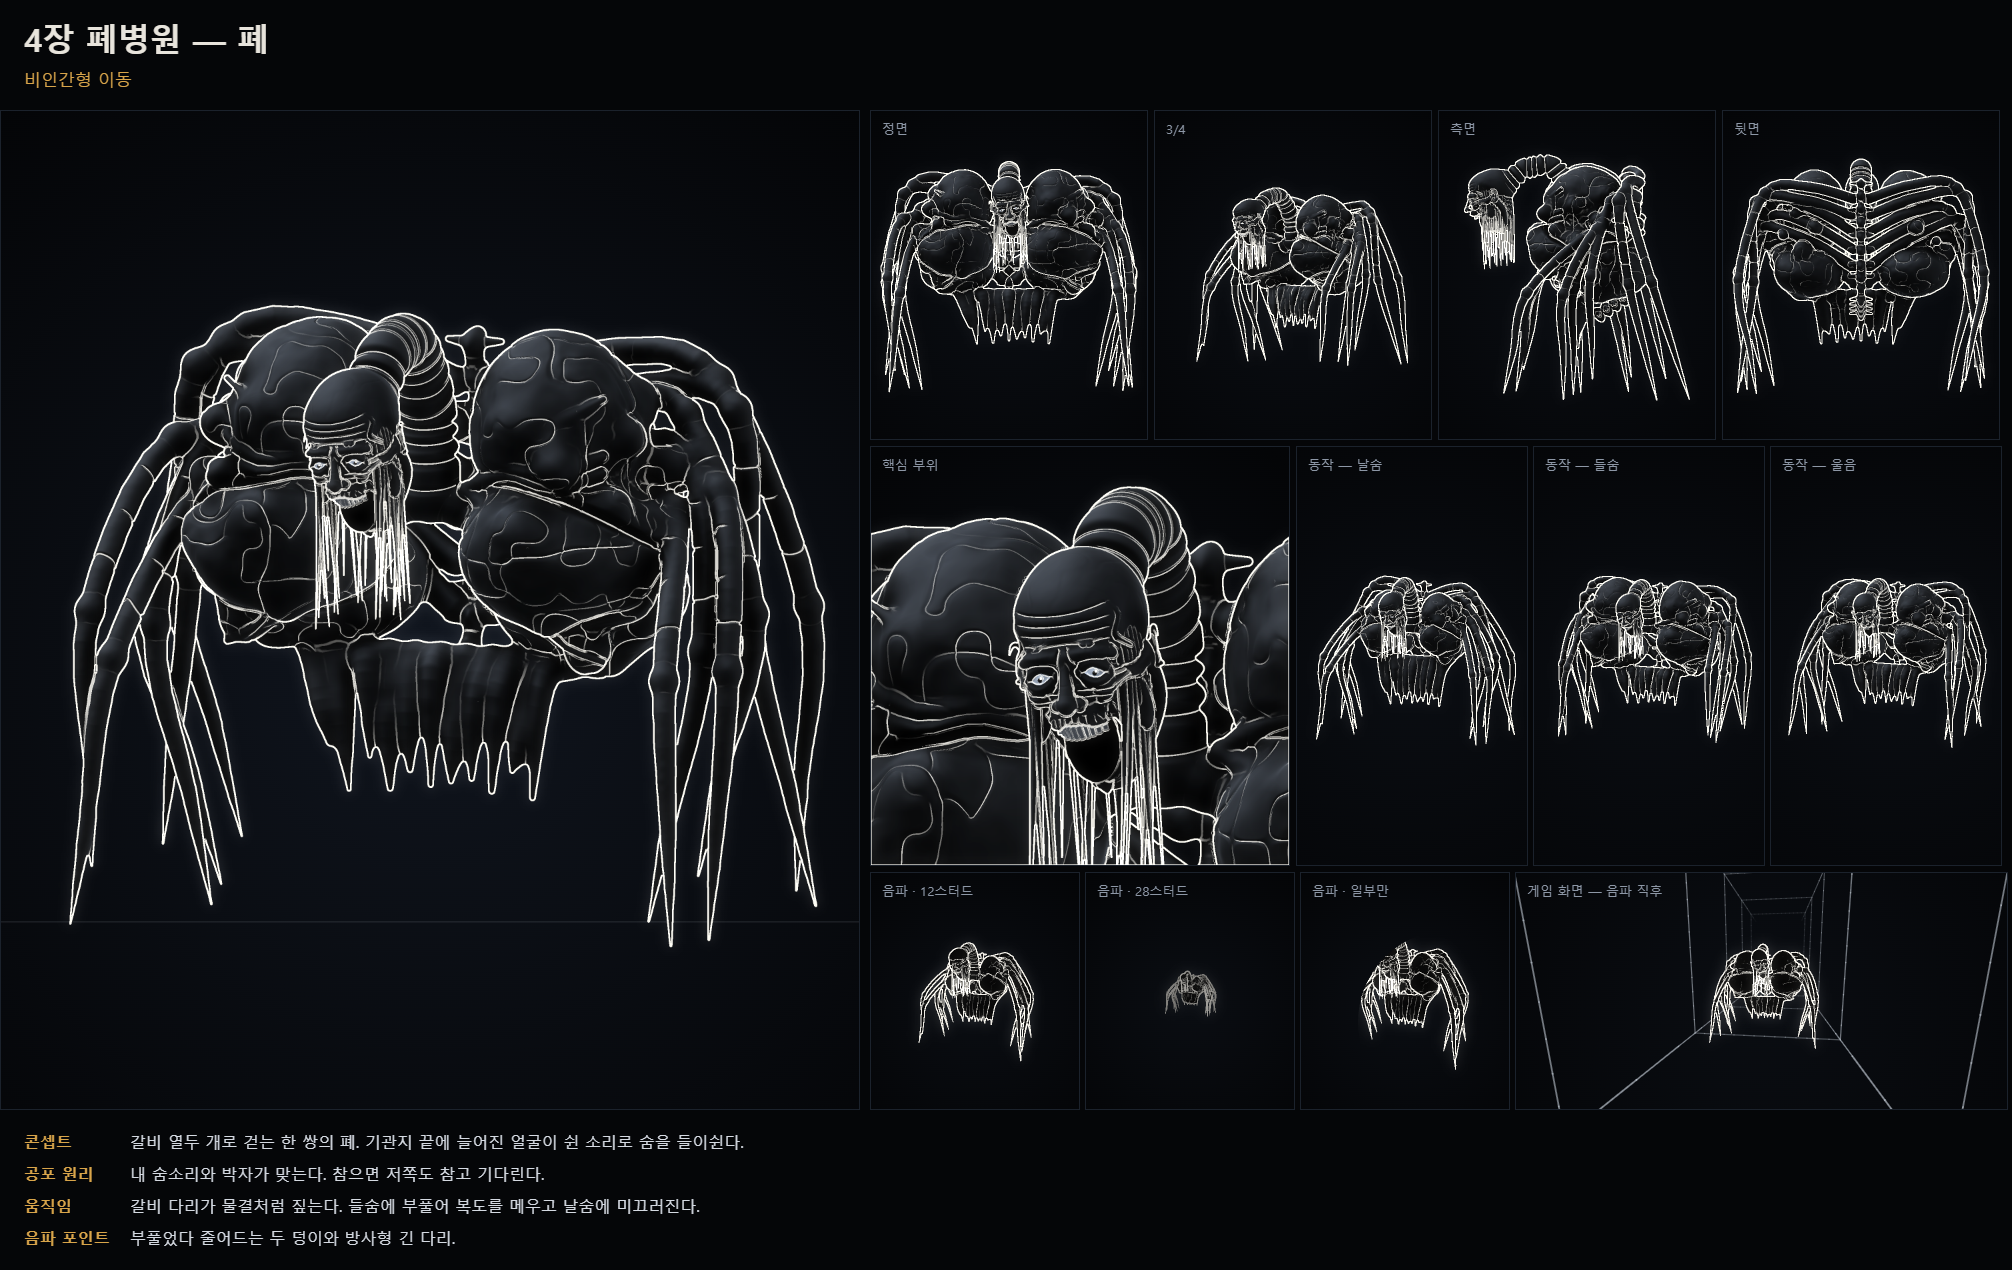 4장 폐병원 — 폐
비인간형 이동
정면
3/4
측면
뒷면
핵심 부위
동작 — 날숨
동작 — 들숨
동작 — 울음
음파 · 12스터드
음파 · 28스터드
음파 · 일부만
게임 화면 — 음파 직후
콘셉트 갈비 열두 개로 걷는 한 쌍의 폐. 기관지 끝에 늘어진 얼굴이 쉰 소리로 숨을 들이쉰다.
공포 원리 내 숨소리와 박자가 맞는다. 참으면 저쪽도 참고 기다린다.
움직임 갈비 다리가 물결처럼 짚는다. 들숨에 부풀어 복도를 메우고 날숨에 미끄러진다.
음파 포인트 부풀었다 줄어드는 두 덩이와 방사형 긴 다리.